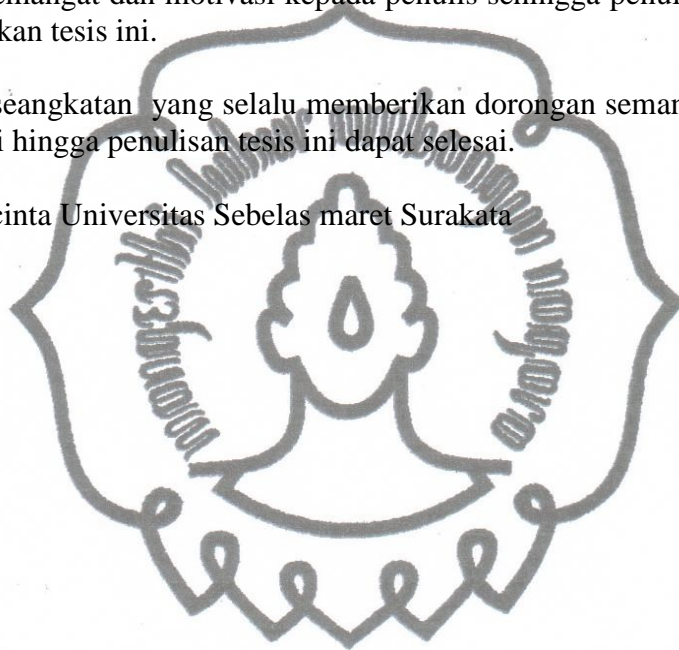 emangat dan motivasi kepada penulis sehingga penul
kan tesis ini.
seangkatan yang selalu memberikan dorongan seman
i hingga penulisan tesis ini dapat selesai.
cinta Universitas Sebelas maret Surakata